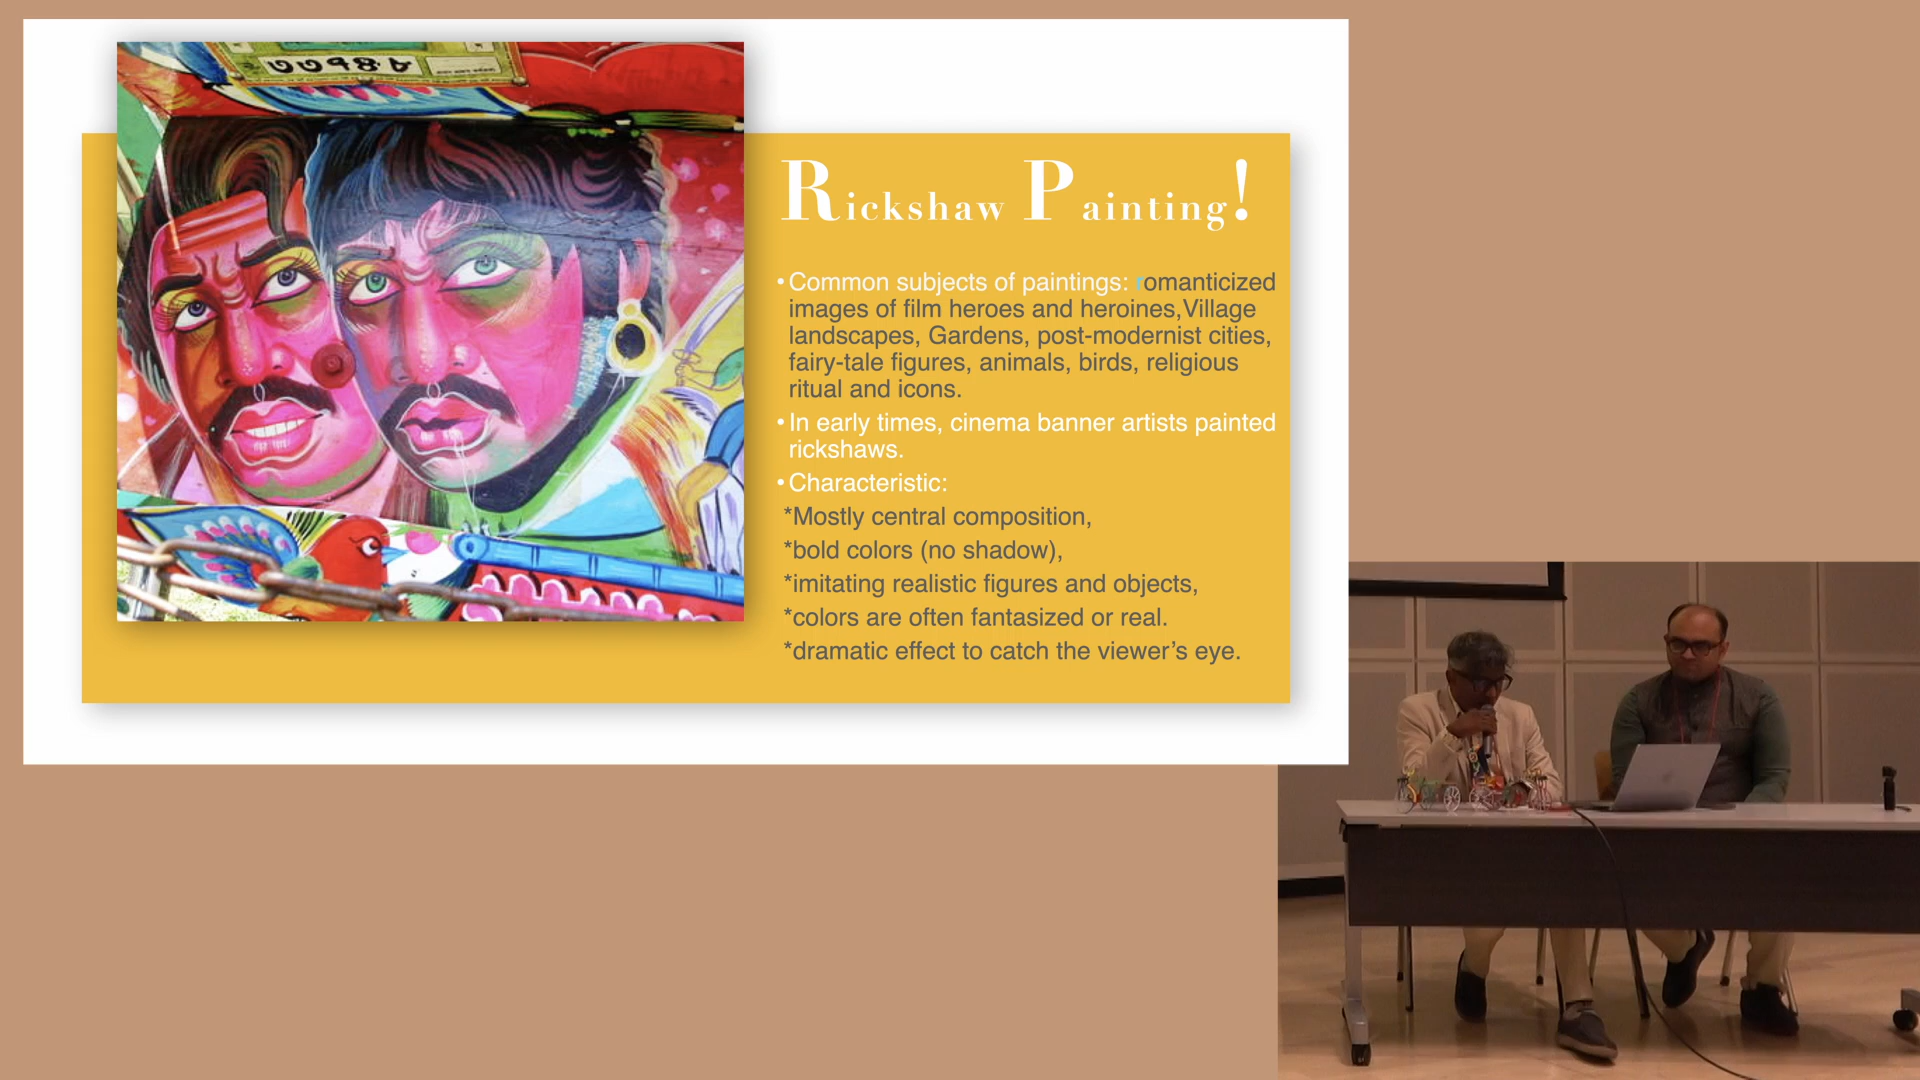 ৩৩৭৪৮
Rickshaw Painting!
• Common subjects of paintings: romanticized
images of film heroes and heroines,Village
landscapes, Gardens, post-modernist cities,
fairy-tale figures, animals, birds, religious
ritual and icons.
• In early times, cinema banner artists painted
rickshaws.
• Characteristic:
*Mostly central composition,
*bold colors (no shadow),
*imitating realistic figures and objects,
*colors are often fantasized or real.
*dramatic effect to catch the viewer's eye.